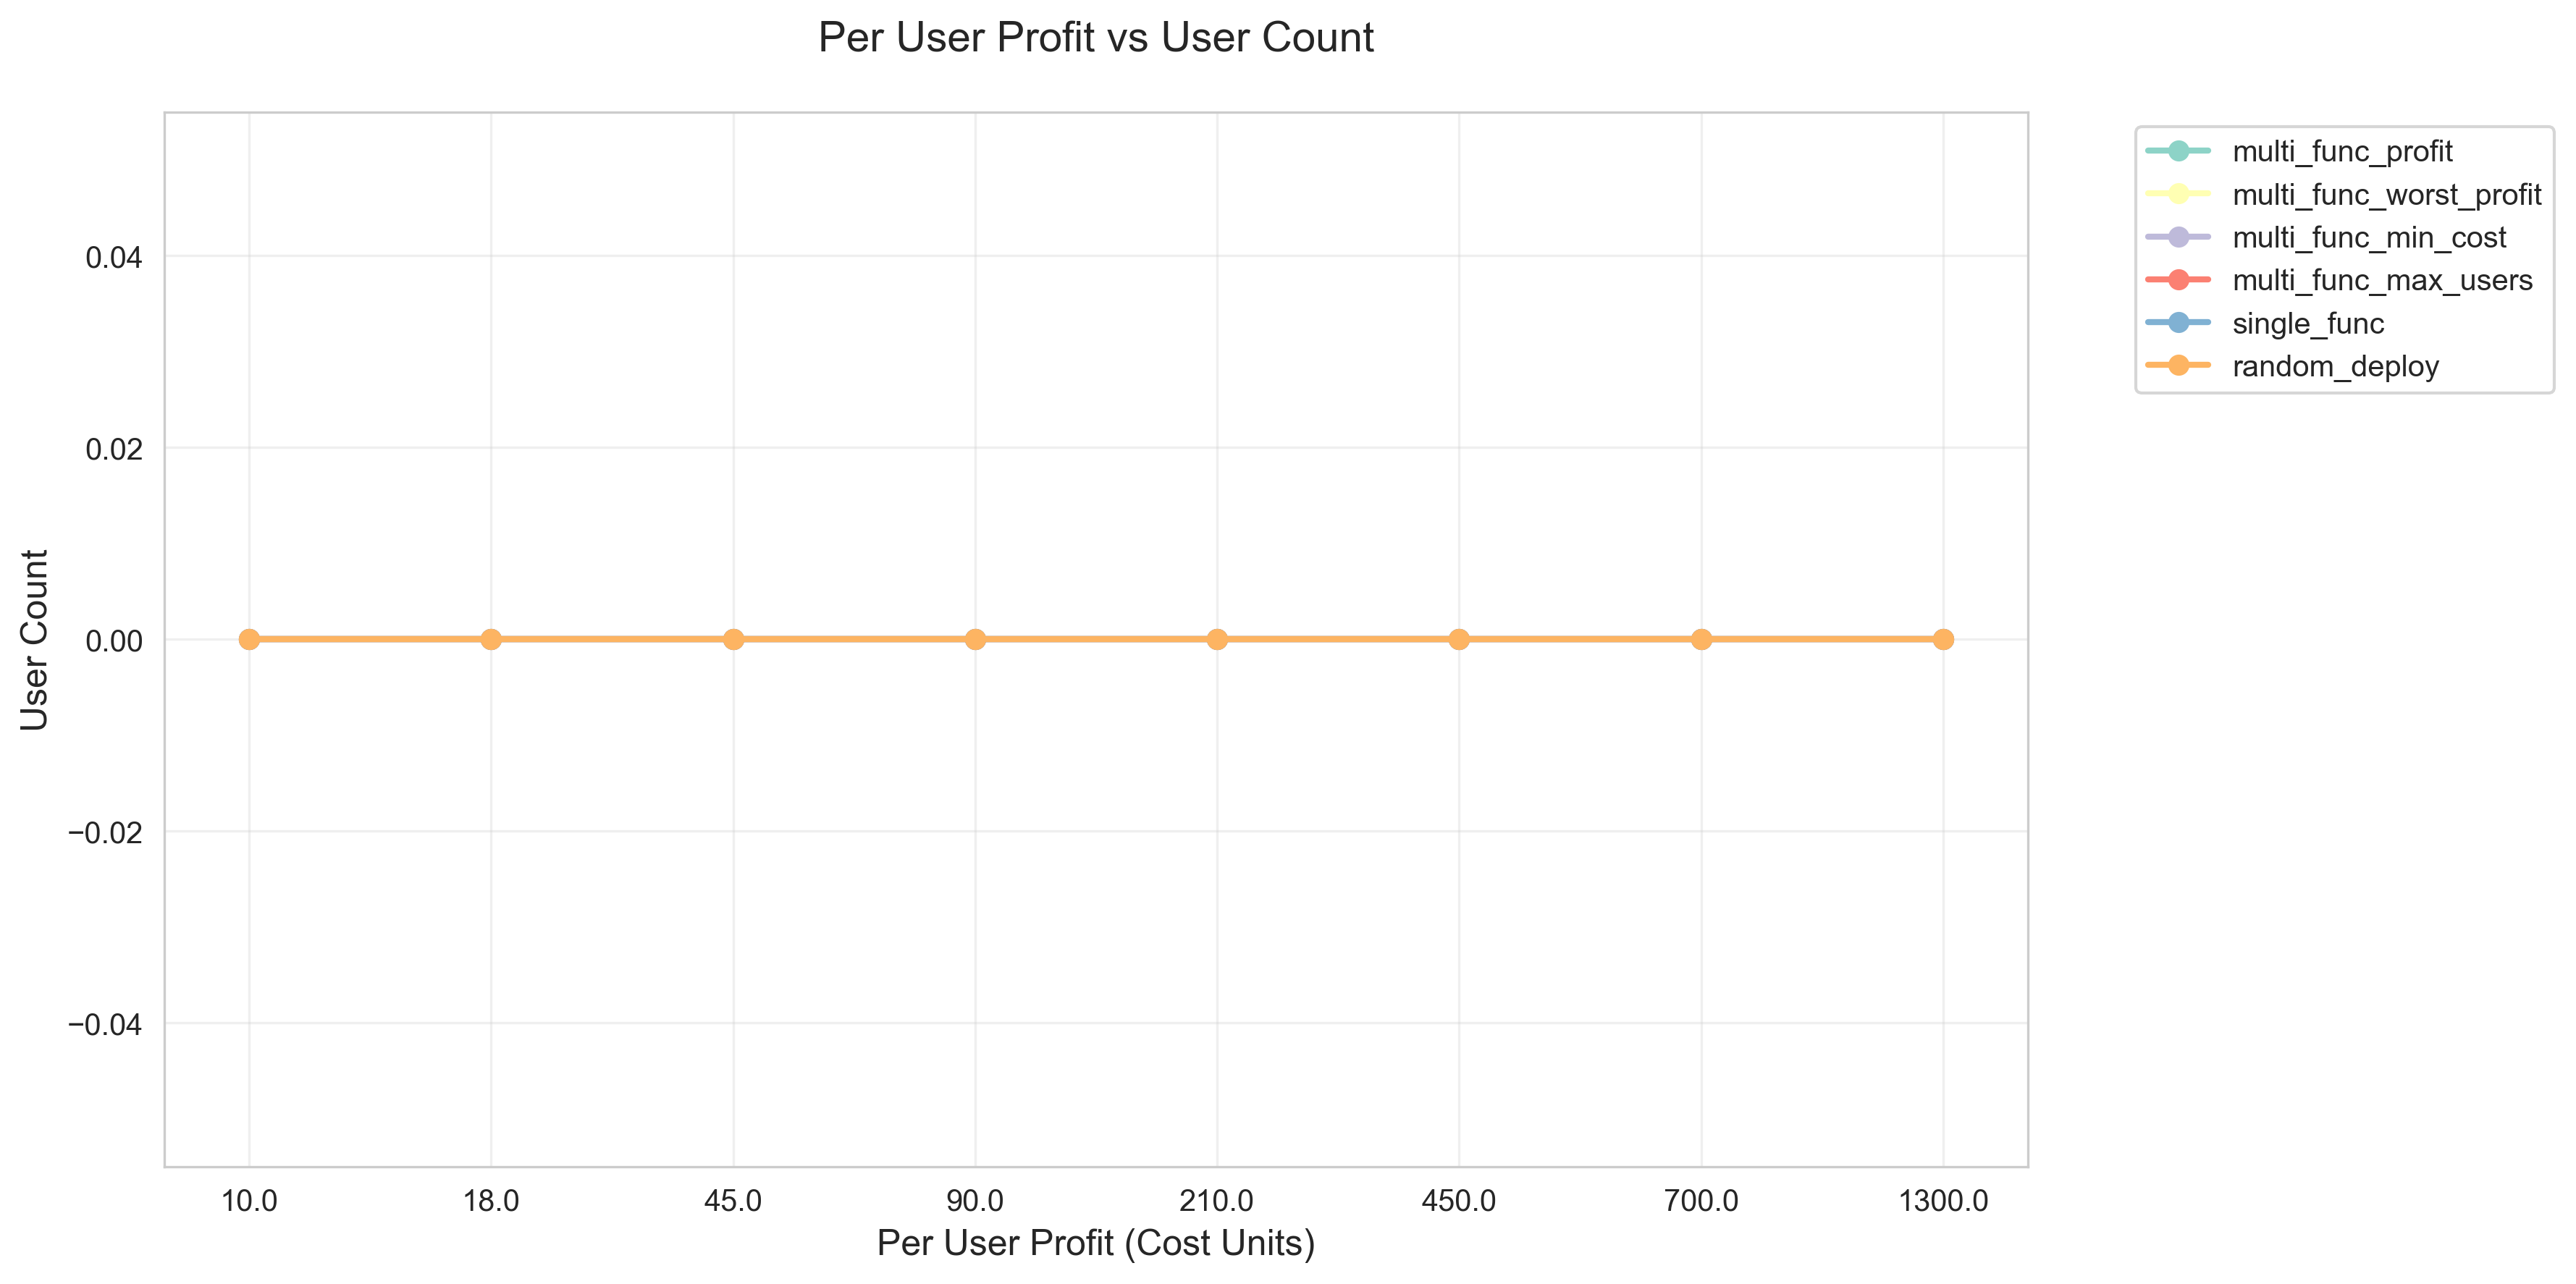 Per User Profit vs User Count
multi_func_profit
multi_func_worst_profit
multi_func_min_cost
multi_func_max_users
single_func
random_deploy
User Count
0.04
0.02
0.00
−0.02
−0.04
10.0 18.0 45.0 90.0 210.0 450.0 700.0 1300.0
Per User Profit (Cost Units)